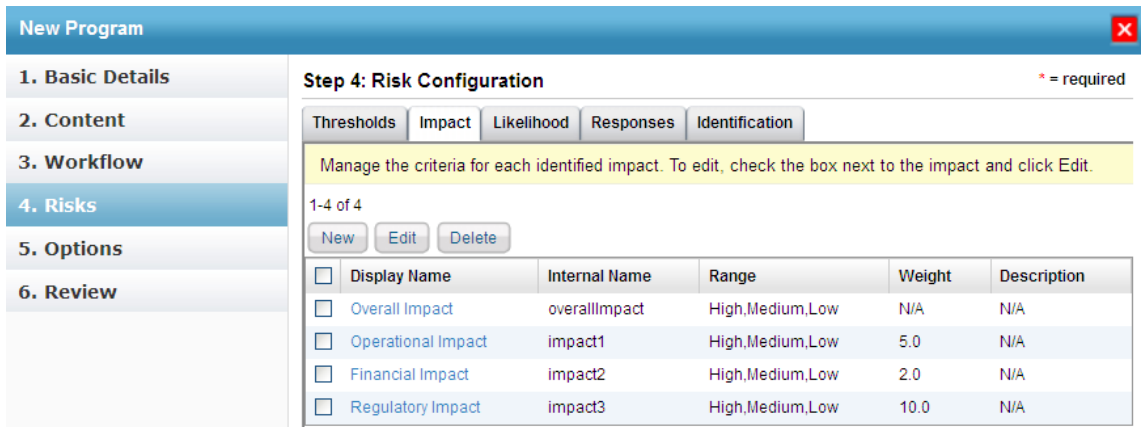 New Program
1. Basic Details
2. Content
3. Workflow
4. Risks
5. Options
6. Review
Step 4: Risk Configuration
* = required
Thresholds Impact Likelihood Responses Identification
Manage the criteria for each identified impact. To edit, check the box next to the impact and click Edit.
1-4 of 4
New Edit Delete
Display Name Internal Name Range Weight Description
Overall Impact overallImpact High,Medium,Low N/A N/A
Operational Impact impact1 High,Medium,Low 5.0 N/A
Financial Impact impact2 High,Medium,Low 2.0 N/A
Regulatory Impact impact3 High,Medium,Low 10.0 N/A